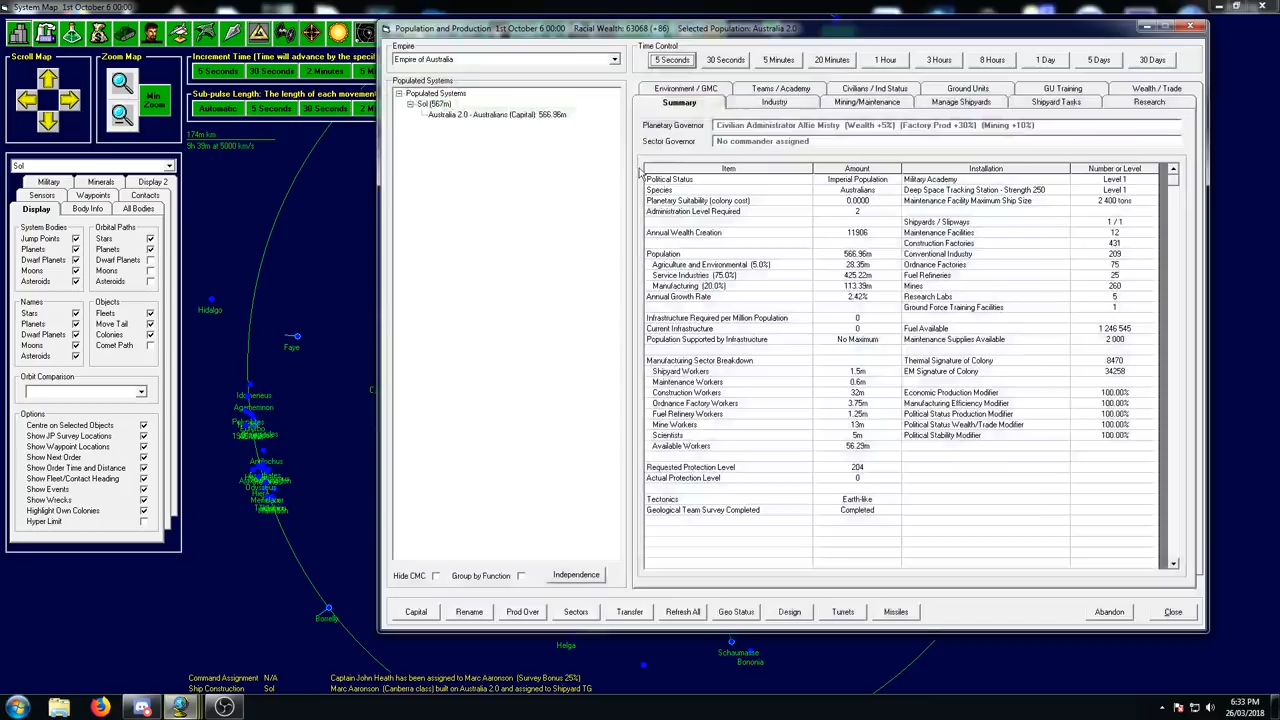 System Map    1st October 6 00:00
Scroll Map
Zoom Map
Min
Zoom
Increment Time (Time will advance by the specifi
5 Seconds
30 Seconds
2 Minutes
5 M
Sub-pulse Length: The length of each movement
Automatic
5 Seconds
30 Seconds
2 M
174m km
9h 39m at 5000 km/s
Sol
Military
Minerals
Display 2
Sensors
Waypoints
Contacts
Display
Body Info
All Bodies
System Bodies
Orbital Paths
Jump Points
Stars
Planets
Planets
Dwarf Planets
Dwarf Planets
Moons
Moons
Asteroids
Asteroids
Names
Objects
Stars
Fleets
Planets
Move Tail
Dwarf Planets
Colonies
Moons
Comet Path
Asteroids
Orbit Comparison
Options
Centre on Selected Objects
Show JP Survey Locations
Show Waypoint Locations
Show Next Order
Show Order Time and Distance
Show Fleet/Contact Heading
Show Events
Show Wrecks
Highlight Own Colonies
Hyper Limit
Hidalgo
Faye
Agamemnon
Antilochus
Odysseus
Borrelly
Helga
Schaumasse
Bononia
Command Assignment    N/A    Captain John Heath has been assigned to Marc Aaronson (Survey Bonus 25%)
Ship Construction    Sol    Marc Aaronson (Canberra class) built on Australia 2.0 and assigned to Shipyard TG
Population and Production    1st October 6 00:00    Racial Wealth: 63068 (+86)    Selected Population: Australia 2.0
Empire
Empire of Australia
Populated Systems
Populated Systems
Sol (567m)
Australia 2.0 - Australians (Capital) 566.96m
Hide CMC
Group by Function
Independence
Time Control
5 Seconds
30 Seconds
5 Minutes
20 Minutes
1 Hour
3 Hours
8 Hours
1 Day
5 Days
30 Days
Environment / GMC
Teams / Academy
Civilians / Ind Status
Ground Units
GU Training
Wealth / Trade
Summary
Industry
Mining/Maintenance
Manage Shipyards
Shipyard Tasks
Research
Planetary Governor    Civilian Administrator Allie Mistry (Wealth +5%) (Factory Prod +30%) (Mining +10%)
Sector Governor    No commander assigned
Item    Amount    Installation    Number or Level
Political Status    Imperial Population    Military Academy    Level 1
Species    Australians    Deep Space Tracking Station - Strength 250    Level 1
Planetary Suitability (colony cost)    0.0000    Maintenance Facility Maximum Ship Size    2 400 tons
Administration Level Required    2
Shipyards / Slipways    1 / 1
Annual Wealth Creation    11906    Maintenance Facilities    12
Construction Factories    431
Population    566.96m    Conventional Industry    209
Agriculture and Environmental (5.0%)    28.35m    Ordnance Factories    75
Service Industries (75.0%)    425.22m    Fuel Refineries    25
Manufacturing (20.0%)    113.39m    Mines    260
Annual Growth Rate    2.42%    Research Labs    5
Ground Force Training Facilities    1
Infrastructure Required per Million Population    0
Current Infrastructure    0    Fuel Available    1 246 545
Population Supported by Infrastructure    No Maximum    Maintenance Supplies Available    2 000
Manufacturing Sector Breakdown    Thermal Signature of Colony    8470
Shipyard Workers    1.5m    EM Signature of Colony    34258
Maintenance Workers    0.6m
Construction Workers    32m    Economic Production Modifier    100.00%
Ordnance Factory Workers    3.75m    Manufacturing Efficiency Modifier    100.00%
Fuel Refinery Workers    1.25m    Political Status Production Modifier    100.00%
Mine Workers    13m    Political Status Wealth/Trade Modifier    100.00%
Scientists    5m    Political Stability Modifier    100.00%
Available Workers    56.29m
Requested Protection Level    204
Actual Protection Level    0
Tectonics    Earth-like
Geological Team Survey Completed    Completed
Capital
Rename
Prod Over
Sectors
Transfer
Refresh All
Geo Status
Design
Turrets
Missiles
Abandon
Close
6:33 PM
26/03/2018